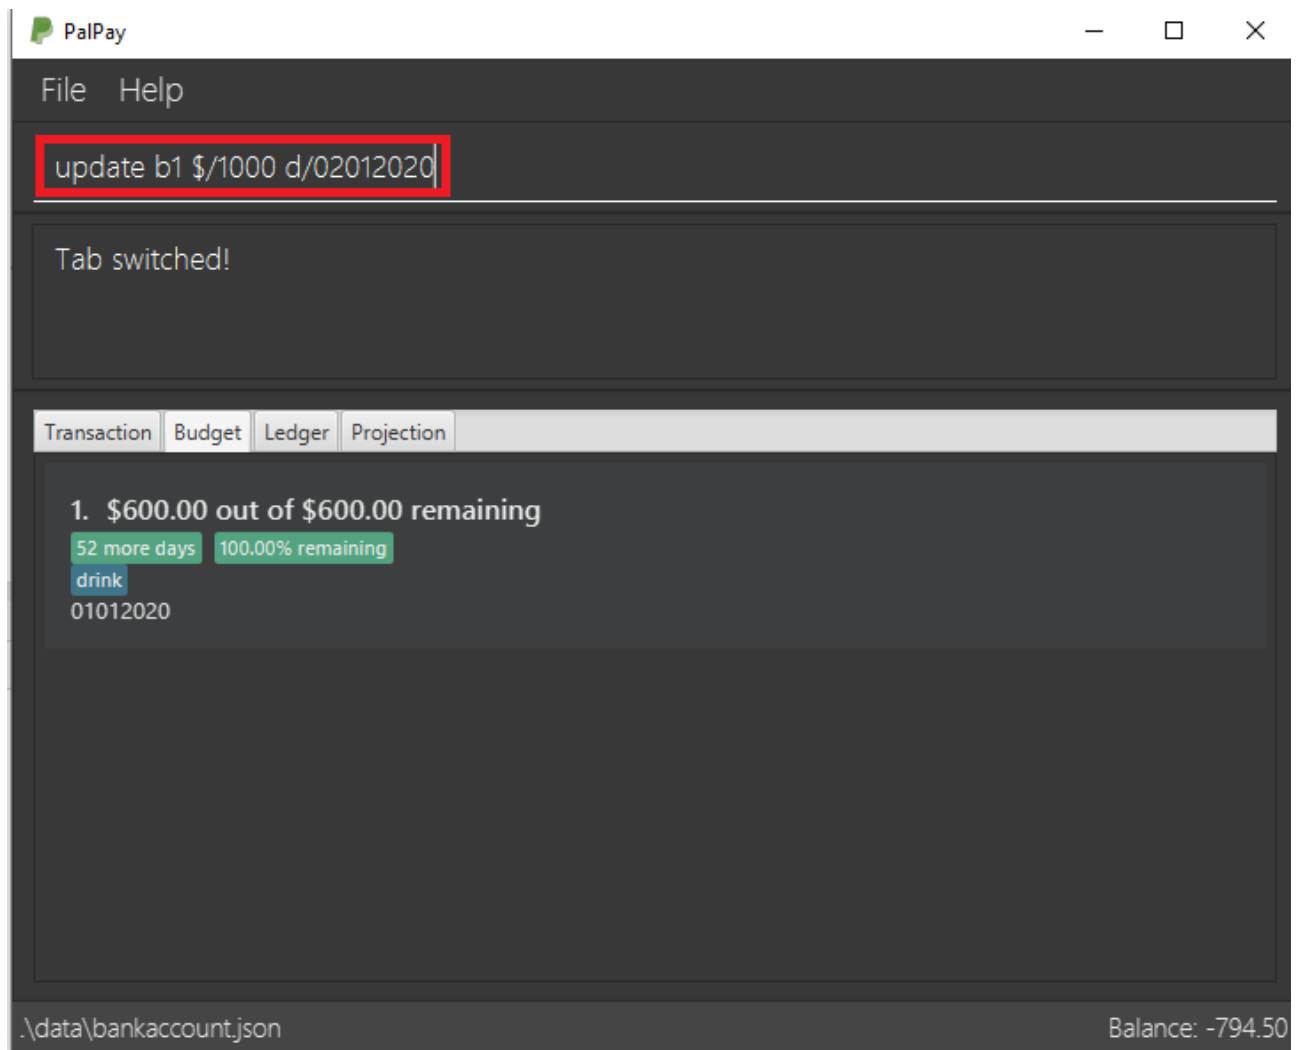 PalPay
File Help
update b1 $/1000 d/02012020
Tab switched!
Transaction Budget Ledger Projection
1. $600.00 out of $600.00 remaining
52 more days 100.00% remaining
drink
01012020
.\data\bankaccount.json Balance: -794.50